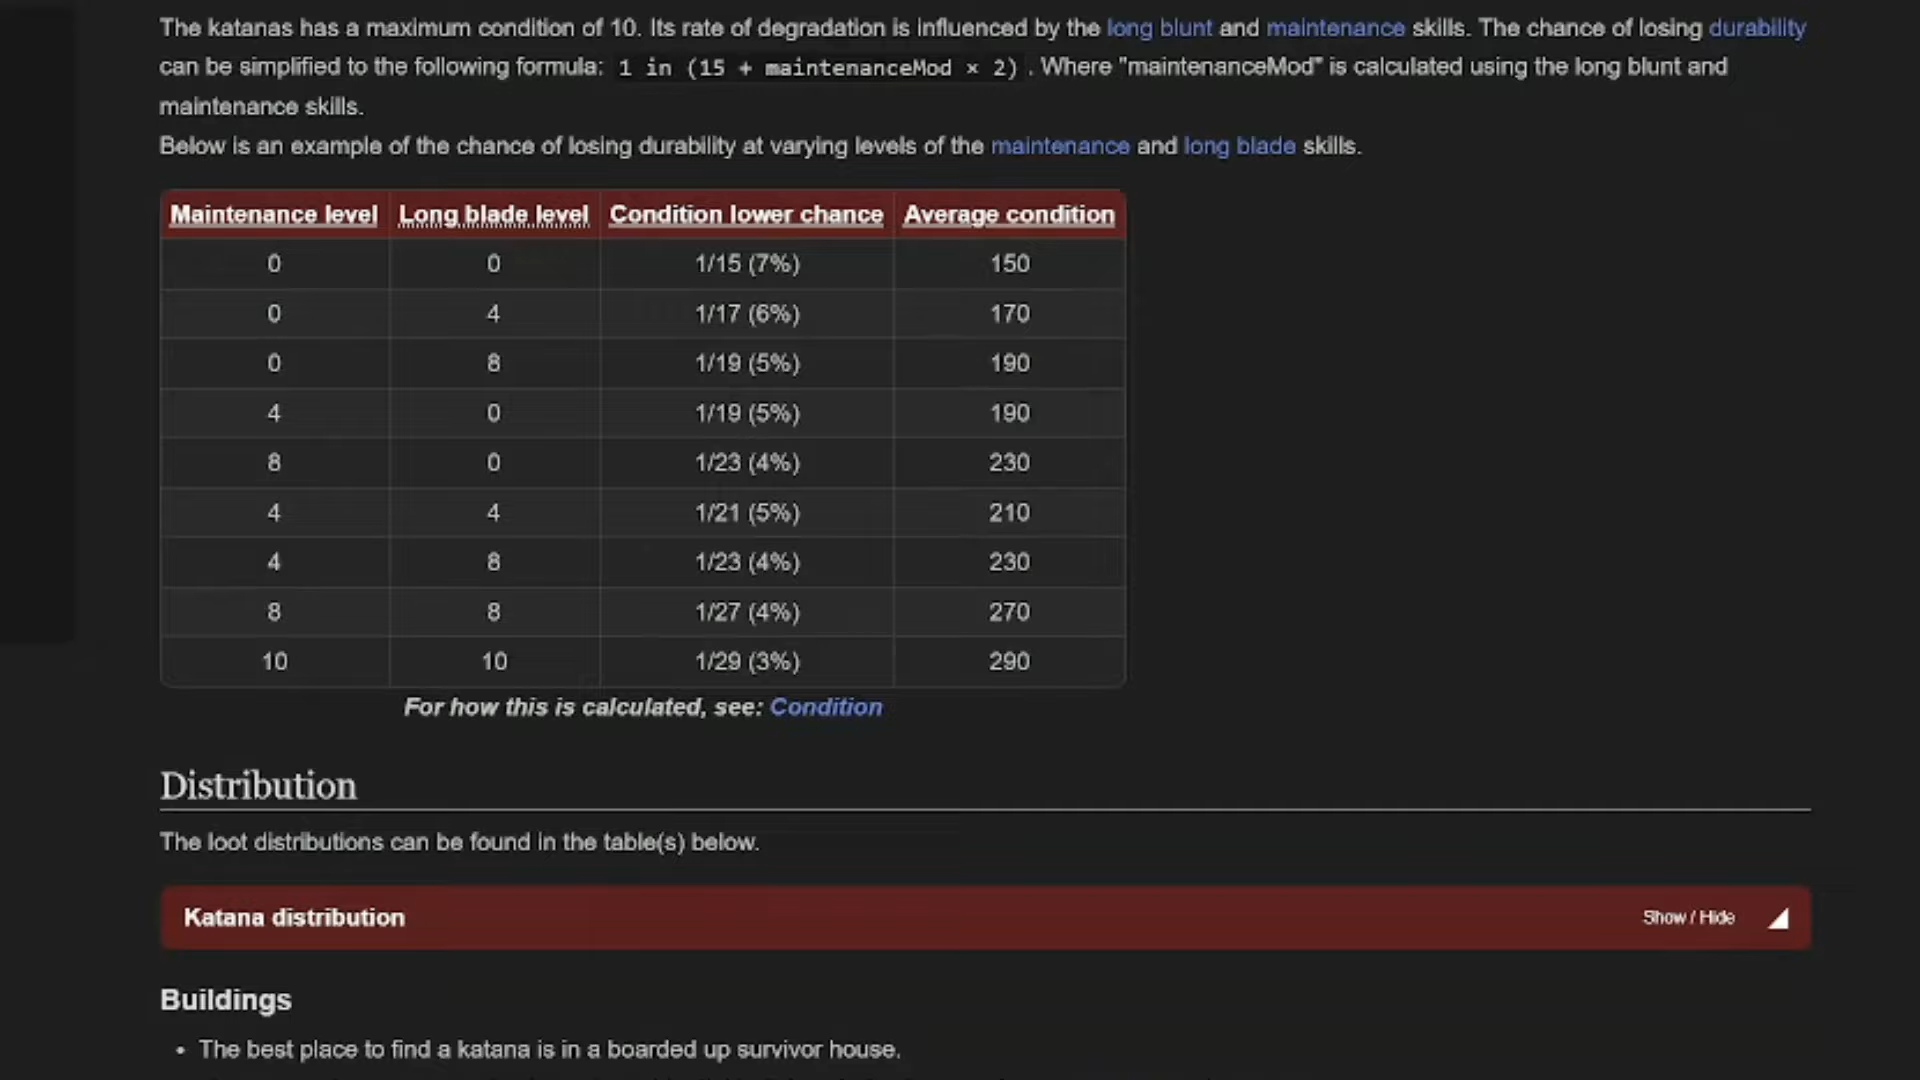 The katanas has a maximum condition of 10. Its rate of degradation is influenced by the long blunt and maintenance skills. The chance of losing durability
can be simplified to the following formula: 1 in (15 + maintenanceMod × 2) . Where "maintenanceMod" is calculated using the long blunt and
maintenance skills.
Below is an example of the chance of losing durability at varying levels of the maintenance and long blade skills.
Maintenance level Long blade level Condition lower chance Average condition
0 0 1/15 (7%) 150
0 4 1/17 (6%) 170
0 8 1/19 (5%) 190
4 0 1/19 (5%) 190
8 0 1/23 (4%) 230
4 4 1/21 (5%) 210
4 8 1/23 (4%) 230
8 8 1/27 (4%) 270
10 10 1/29 (3%) 290
For how this is calculated, see: Condition
Distribution
The loot distributions can be found in the table(s) below.
Katana distribution Show / Hide
Buildings
• The best place to find a katana is in a boarded up survivor house.